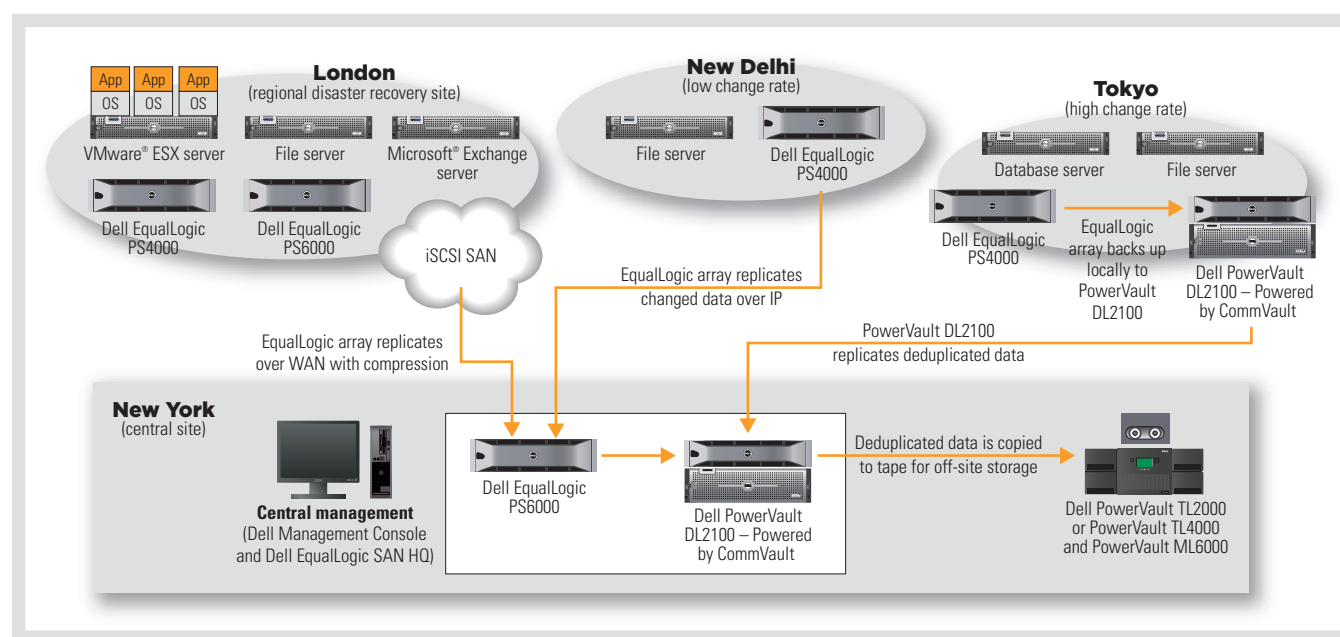 London
(regional disaster recovery site)
App App App
OS OS OS
VMware® ESX server
File server
Microsoft® Exchange
server
Dell EqualLogic
PS4000
Dell EqualLogic
PS6000
iSCSI SAN
New Delhi
(low change rate)
File server
Dell EqualLogic
PS4000
Tokyo
(high change rate)
Database server
File server
Dell EqualLogic
PS4000
EqualLogic
array backs up
locally to
PowerVault
DL2100
Dell PowerVault
DL2100 – Powered
by CommVault
EqualLogic array replicates
over WAN with compression
EqualLogic array replicates
changed data over IP
PowerVault DL2100
replicates deduplicated data
New York
(central site)
Central management
(Dell Management Console
and Dell EqualLogic SAN HQ)
Dell EqualLogic
PS6000
Dell PowerVault
DL2100 – Powered
by CommVault
Deduplicated data is copied
to tape for off-site storage
Dell PowerVault TL2000
or PowerVault TL4000
and PowerVault ML6000